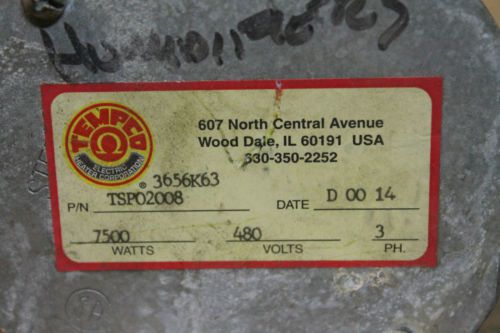 TEMPCO
ELECTRIC
HEATER CORPORATION
®
607 North Central Avenue
Wood Dale, IL 60191 USA
630-350-2252
3656K63
P/N TSP02008 DATE D 00 14
7500 480 3
WATTS VOLTS PH.